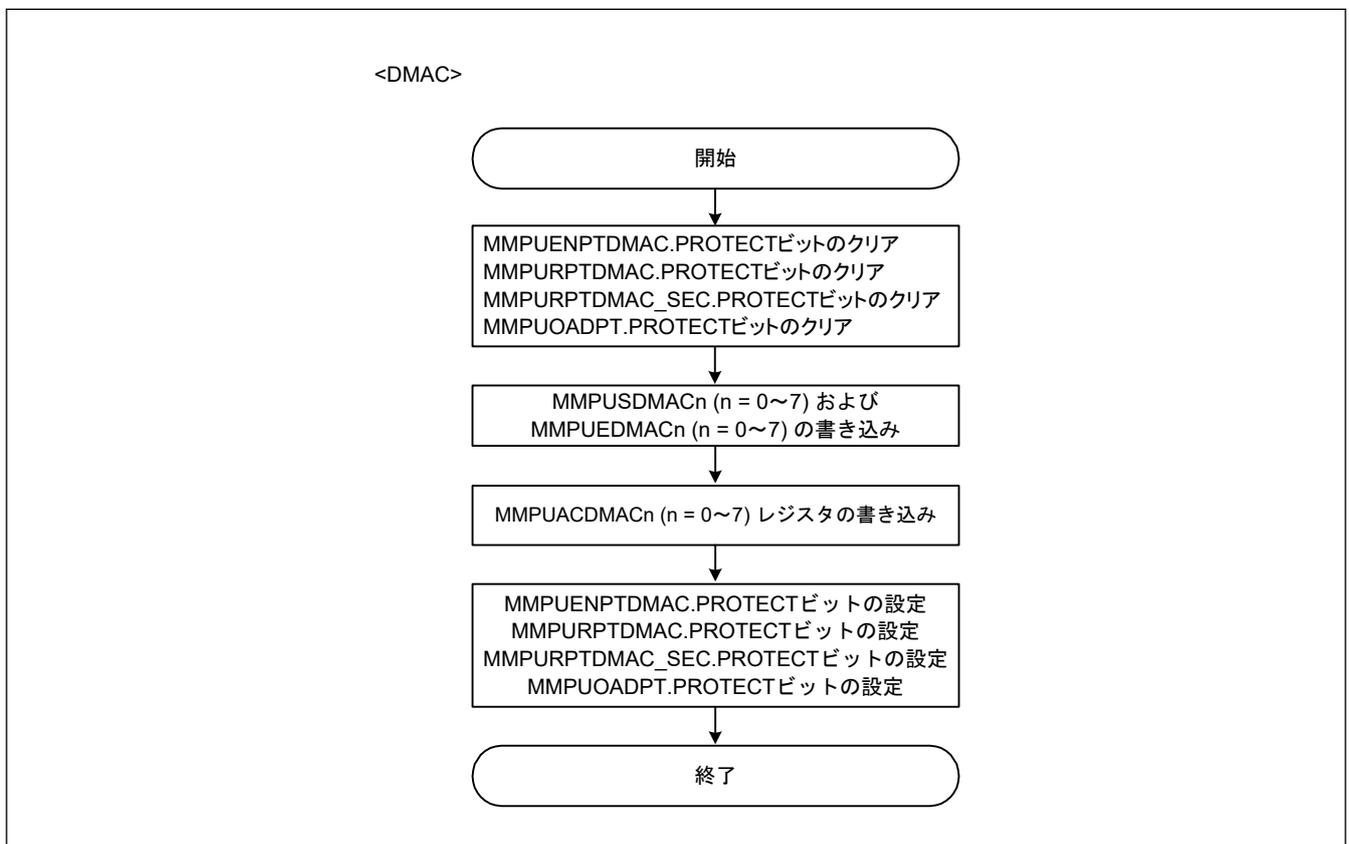 <DMAC>
開始
MMPUENPTDMAC.PROTECTビットのクリア
MMPURPTDMAC.PROTECTビットのクリア
MMPURPTDMAC_SEC.PROTECTビットのクリア
MMPUOADPT.PROTECTビットのクリア
MMPUSDMACn (n = 0～7) および
MMPUEDMACn (n = 0～7) の書き込み
MMPUACDMACn (n = 0～7) レジスタの書き込み
MMPUENPTDMAC.PROTECTビットの設定
MMPURPTDMAC.PROTECTビットの設定
MMPURPTDMAC_SEC.PROTECTビットの設定
MMPUOADPT.PROTECTビットの設定
終了